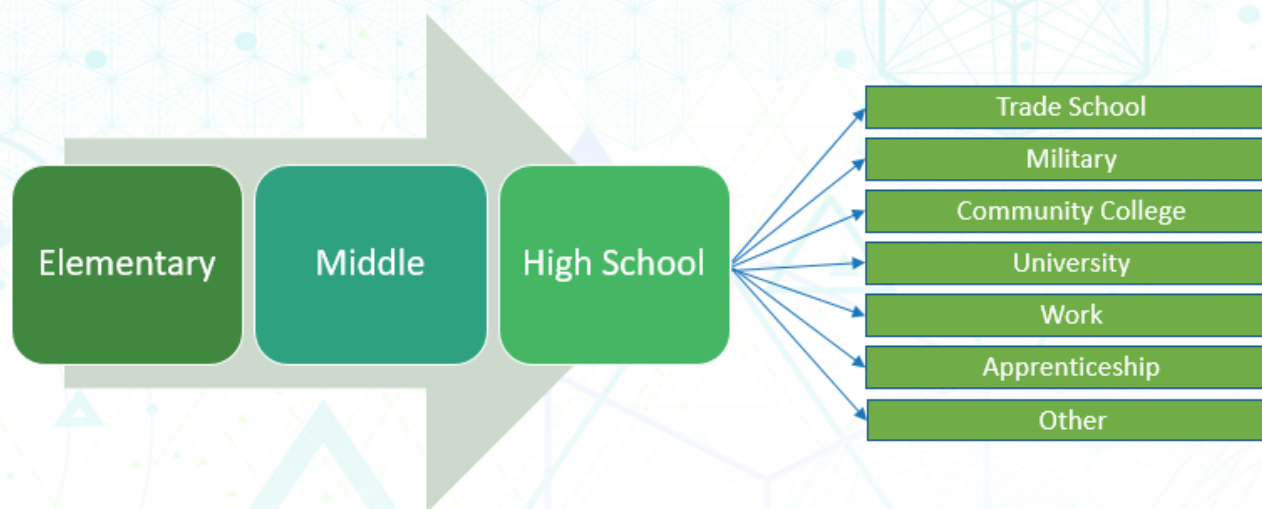 Elementary
Middle
High School
Trade School
Military
Community College
University
Work
Apprenticeship
Other